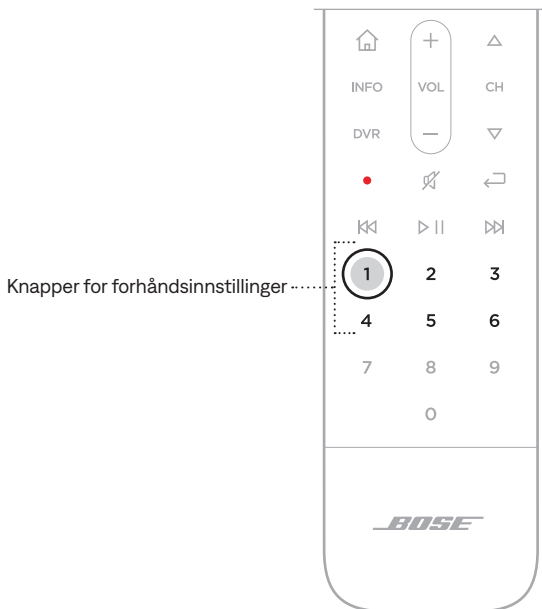 INFO VOL CH
DVR
Knapper for forhåndsinnstillinger
1 2 3
4 5 6
7 8 9
0
BOSE